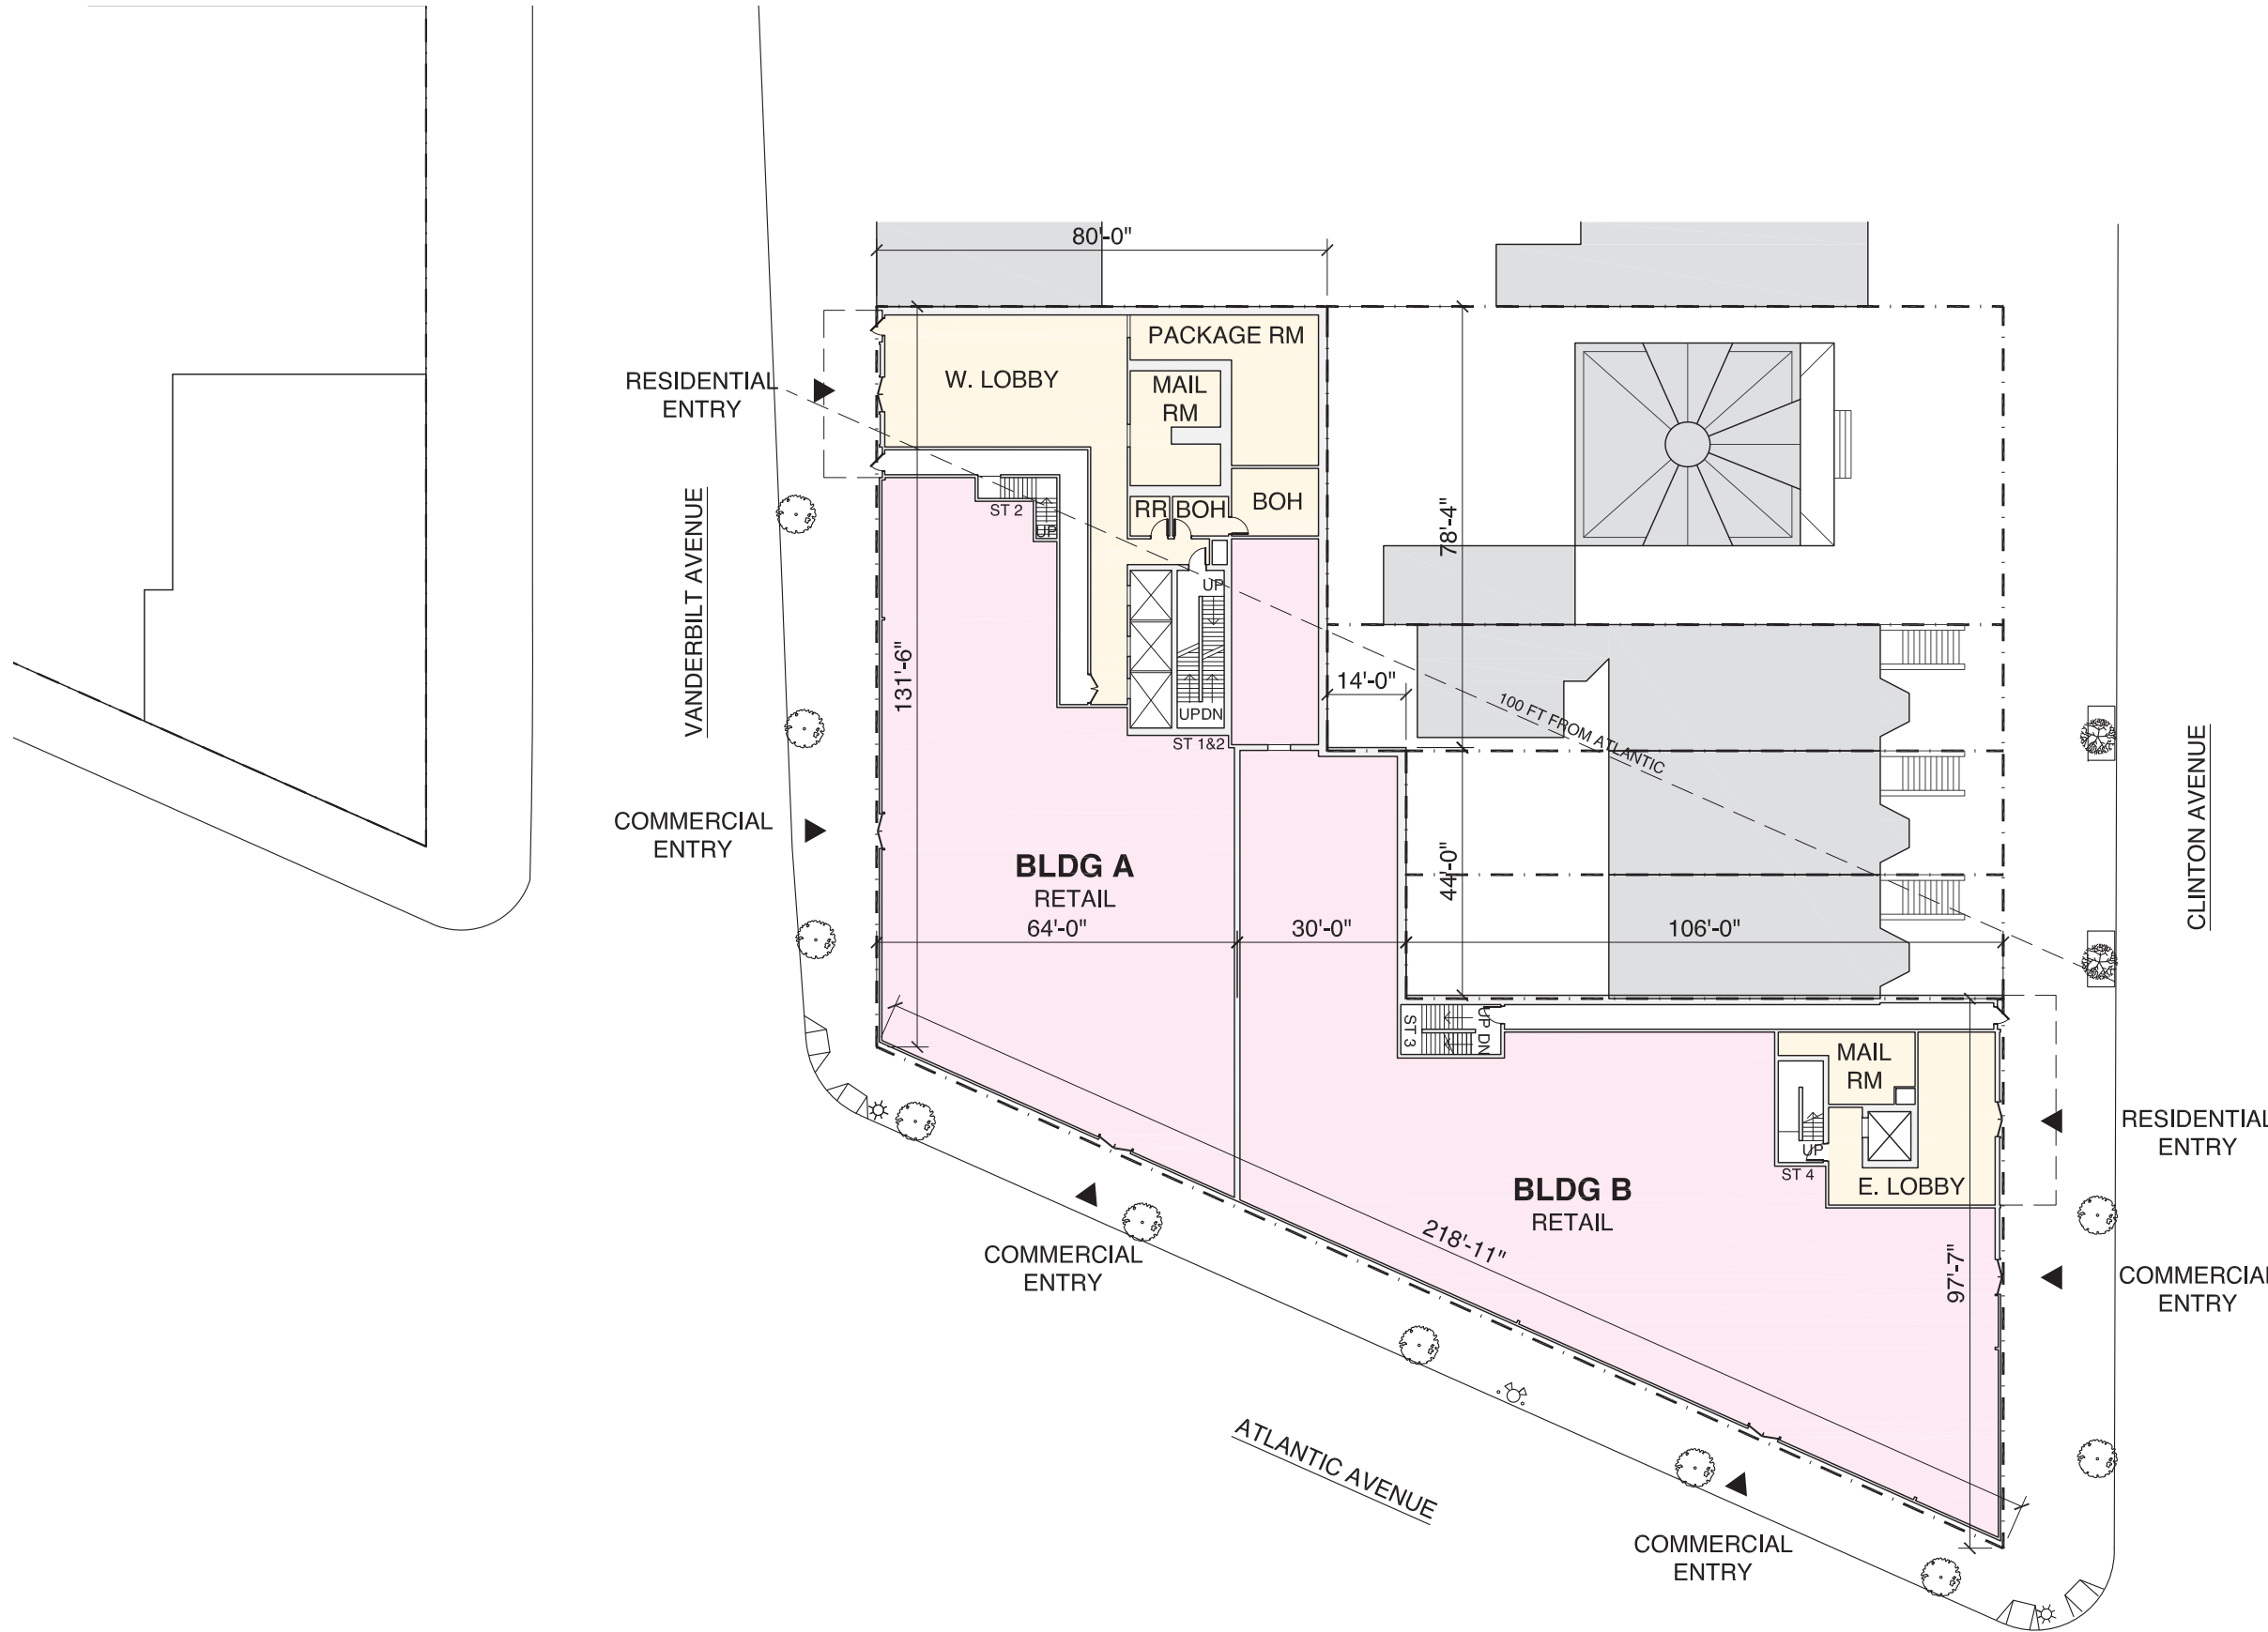 80'-0"
PACKAGE RM
W. LOBBY
MAIL
RM
RESIDENTIAL
ENTRY
RR
BOH
BOH
ST 2
UP
VANDERBILT AVENUE
78'-4"
UP
131'-6"
14'-0"
100 FT FROM ATLANTIC
UPDN
ST 1&2
CLINTON AVENUE
COMMERCIAL
ENTRY
BLDG A
RETAIL
44'-0"
64'-0"
30'-0"
106'-0"
ST 3
UP DN
MAIL
RM
RESIDENTIAL
ENTRY
UP
ST 4
E. LOBBY
BLDG B
RETAIL
218'-11"
97'-7"
COMMERCIAL
ENTRY
COMMERCIAL
ENTRY
ATLANTIC AVENUE
COMMERCIAL
ENTRY